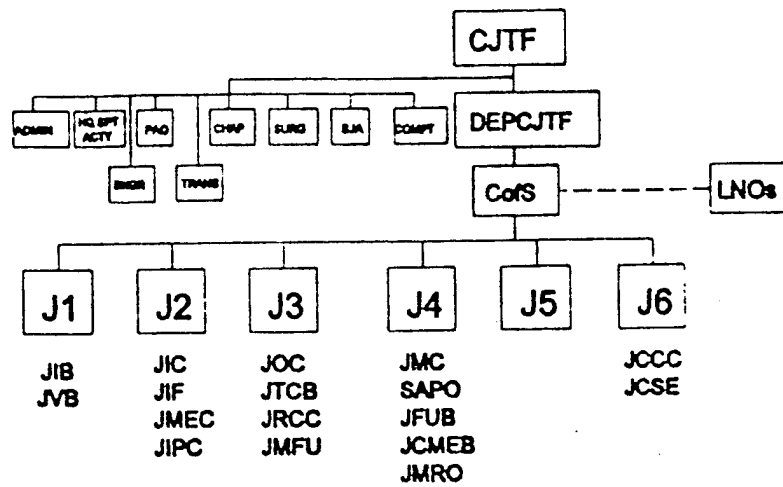 CJTF
ADMIN
HQ SPT
ACTY
PAO
CHAP
SURG
SJA
COMPT
DEPCJTF
ENGR
TRANS
CofS
LNOs
J1
J2
J3
J4
J5
J6
JIB
JVB
JIC
JIF
JMEC
JIPC
JOC
JTCB
JRCC
JMFU
JMC
SAPO
JFUB
JCMEB
JMRO
JCCC
JCSE